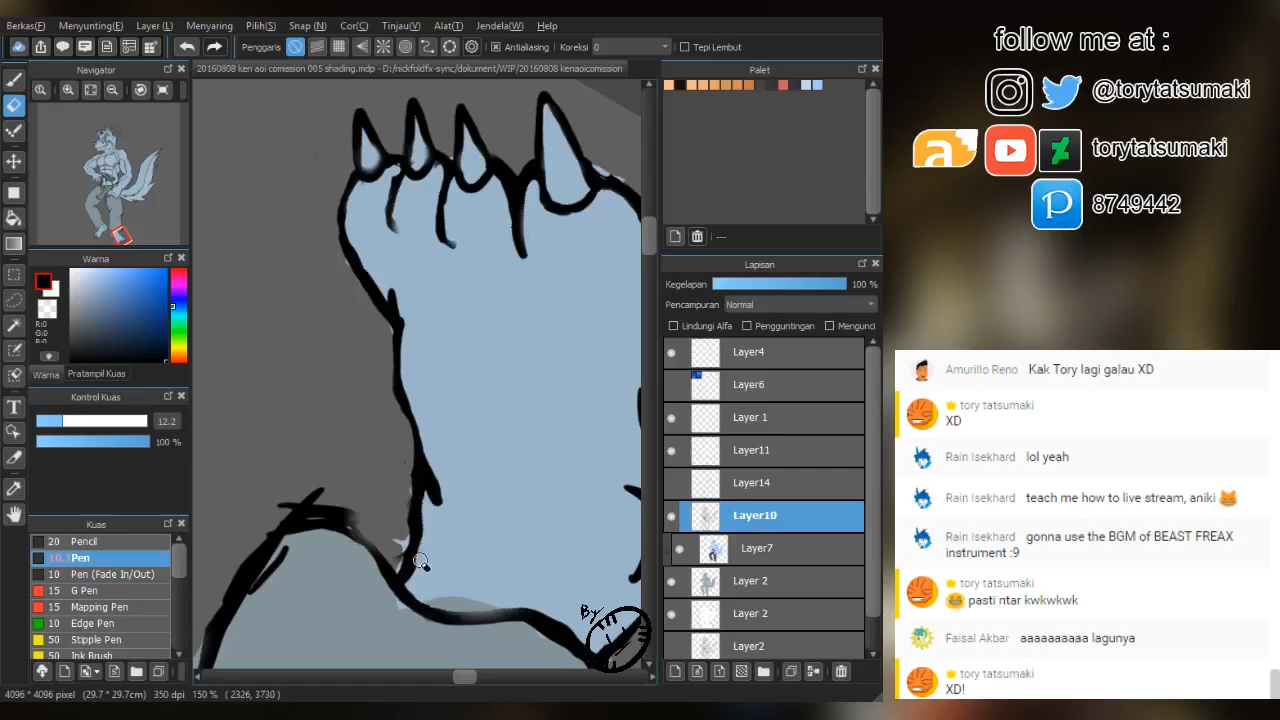 Berkas(F) Menyunting(E) Layer (L) Menyaring Pilih(S) Snap (N) Cor(C) Tinjau(V) Alat(T) Jendela(W) Help
Penggaris Antialiasing Koreksi 0 Tepi Lembut
Navigator
20160808 ken aoi comission 005 shading.mdp - D:/nickfoldfx-sync/dokument/WIP/20160808 kenaoicomission
Palet
---
Warna
R:0
G:0
B:0
Warna Pratampil Kuas
Kontrol Kuas
12.2
100 %
Kuas
20 Pencil
10.1 Pen
10 Pen (Fade In/Out)
15 G Pen
15 Mapping Pen
10 Edge Pen
50 Stipple Pen
50 Ink Brush
Lapisan
Kegelapan 100 %
Pencampuran Normal
Lindungi Alfa Pengguntingan Mengunci
Layer4
Layer6
Layer 1
Layer11
Layer14
Layer10
Layer7
Layer 2
Layer 2
Layer2
By
4096 * 4096 pixel (29.7 * 29.7cm) 350 dpi 150 % (2326, 3730)
follow me at :
@torytatsumaki
a torytatsumaki
P 8749442
Amurillo Reno Kak Tory lagi galau XD
tory tatsumaki
XD
Rain Isekhard lol yeah
Rain Isekhard teach me how to live stream, aniki
Rain Isekhard gonna use the BGM of BEAST FREAX
instrument :9
tory tatsumaki
pasti ntar kwkwkwk
Faisal Akbar aaaaaaaaaa lagunya
tory tatsumaki
XD!